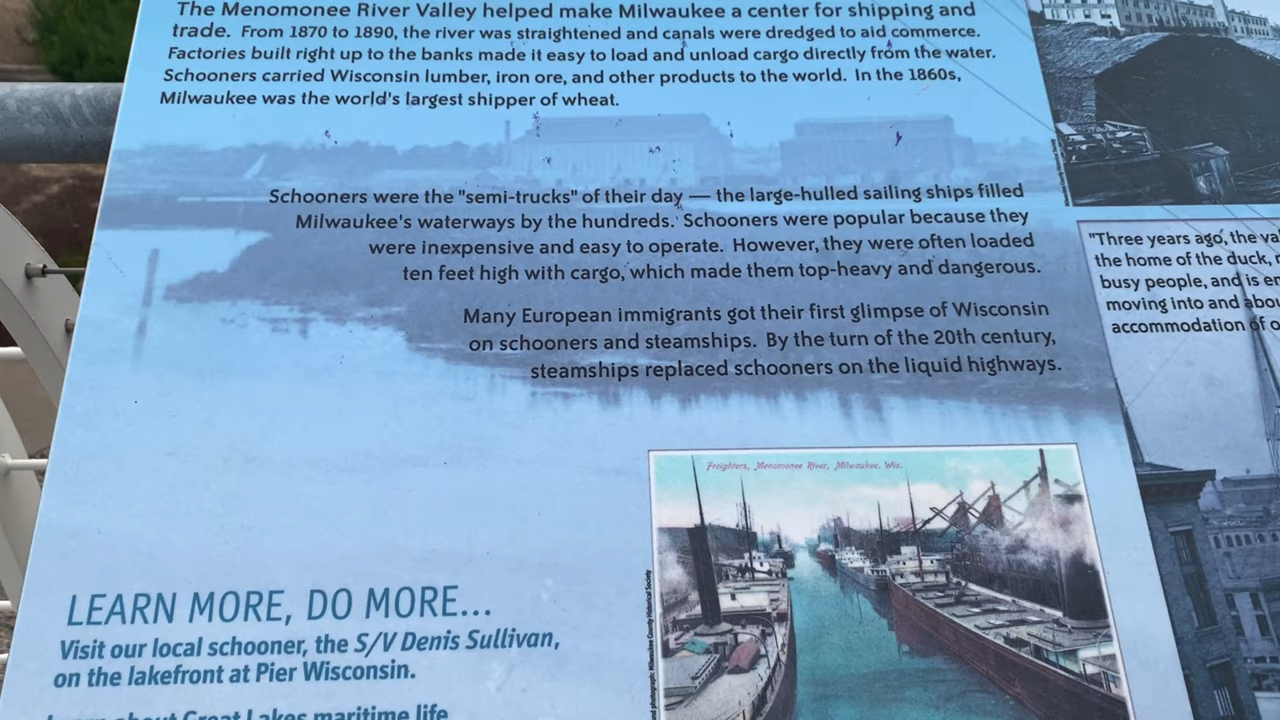 The Menomonee River Valley helped make Milwaukee a center for shipping and
trade. From 1870 to 1890, the river was straightened and canals were dredged to aid commerce.
Factories built right up to the banks made it easy to load and unload cargo directly from the water.
Schooners carried Wisconsin lumber, iron ore, and other products to the world. In the 1860s,
Milwaukee was the world's largest shipper of wheat.
Schooners were the "semi-trucks" of their day — the large-hulled sailing ships filled
Milwaukee's waterways by the hundreds. Schooners were popular because they
were inexpensive and easy to operate. However, they were often loaded
ten feet high with cargo, which made them top-heavy and dangerous.
Many European immigrants got their first glimpse of Wisconsin
on schooners and steamships. By the turn of the 20th century,
steamships replaced schooners on the liquid highways.
"Three years ago, the
the home of the duck,
busy people, and is
moving into and
accommodation of
Freighters, Menomonee River, Milwaukee, Wis.
photograph: Milwaukee County Historical Society
LEARN MORE, DO MORE...
Visit our local schooner, the S/V Denis Sullivan,
on the lakefront at Pier Wisconsin.
Learn about Great Lakes maritime life